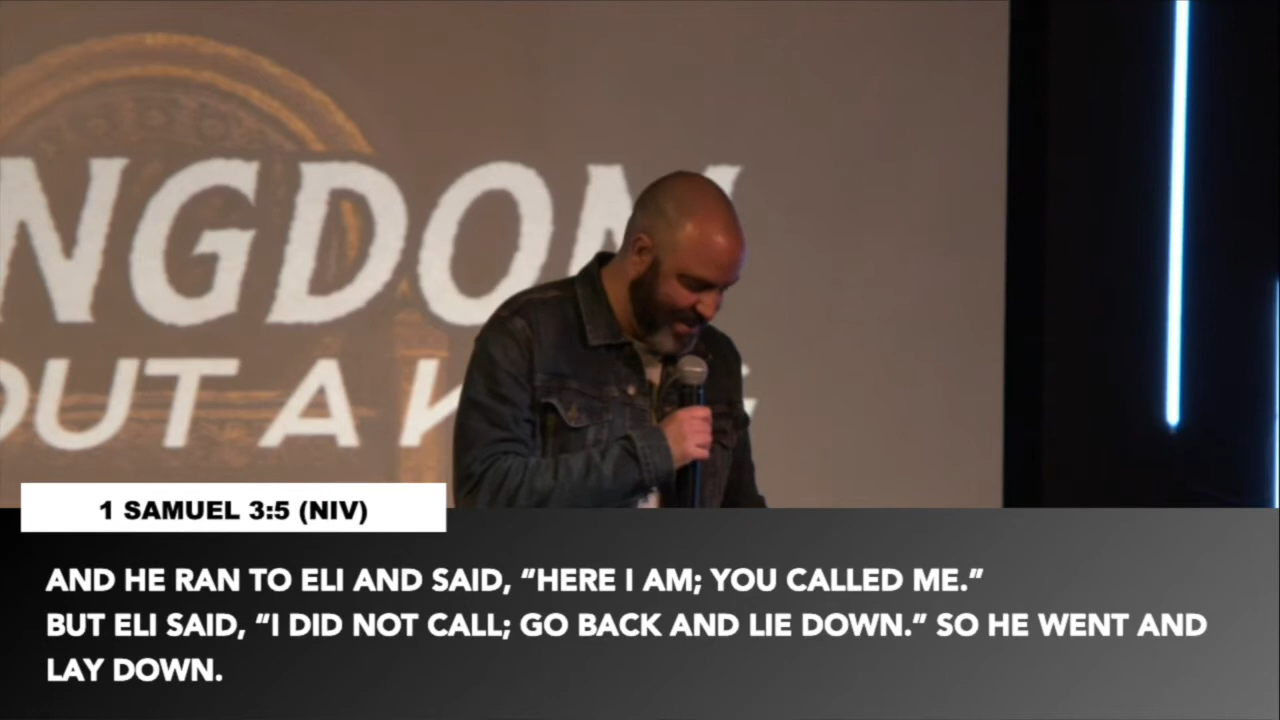 NGDOM
OUT A K
1 SAMUEL 3:5 (NIV)
AND HE RAN TO ELI AND SAID, “HERE I AM; YOU CALLED ME.”
BUT ELI SAID, “I DID NOT CALL; GO BACK AND LIE DOWN.” SO HE WENT AND
LAY DOWN.